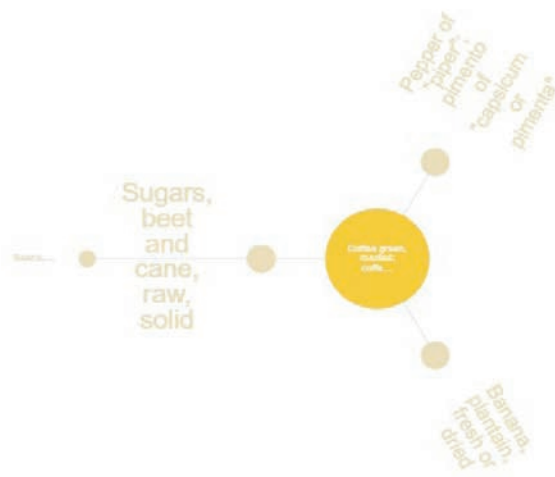 Pepper of
"piper";
pimento
of
"capsicum
or
pimenta"
Sugars,
beet
and
cane,
raw,
solid
Coffee green,
roasted;
coffe...
Banana,
plantain,
fresh or
dried